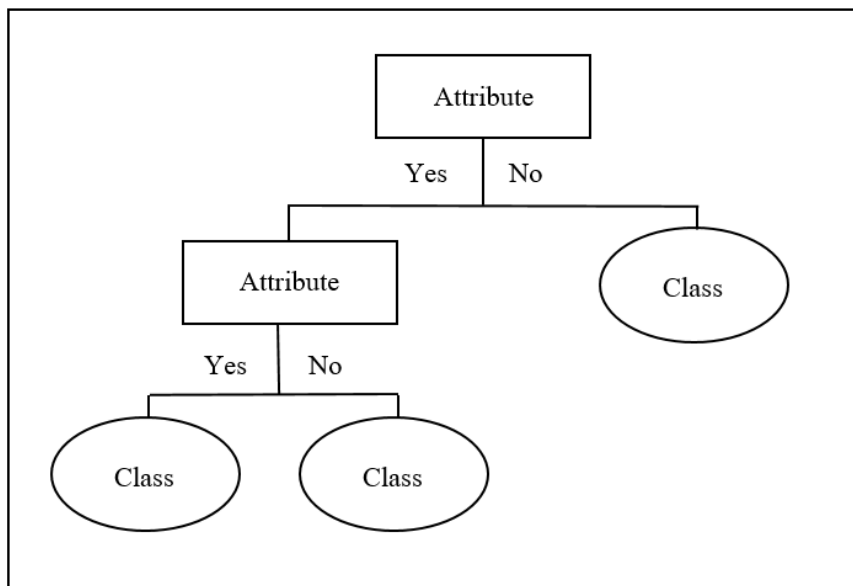 Attribute
Yes No
Attribute
Class
Yes No
Class Class